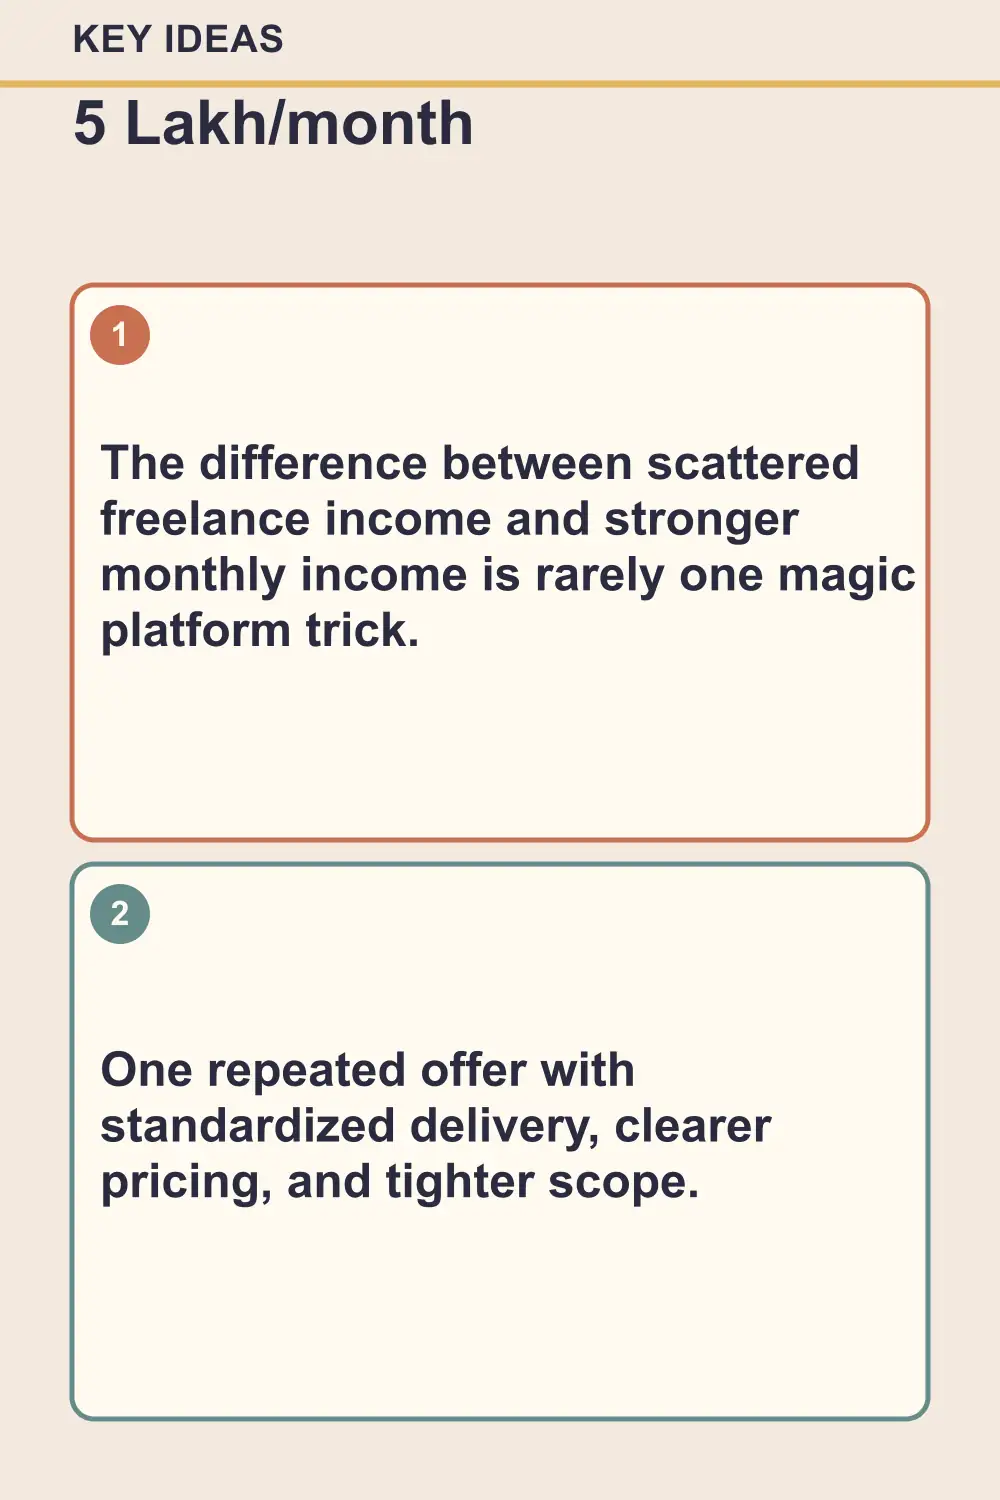 KEY IDEAS
5 Lakh/month
1
The difference between scattered
freelance income and stronger
monthly income is rarely one magic
platform trick.
2
One repeated offer with
standardized delivery, clearer
pricing, and tighter scope.